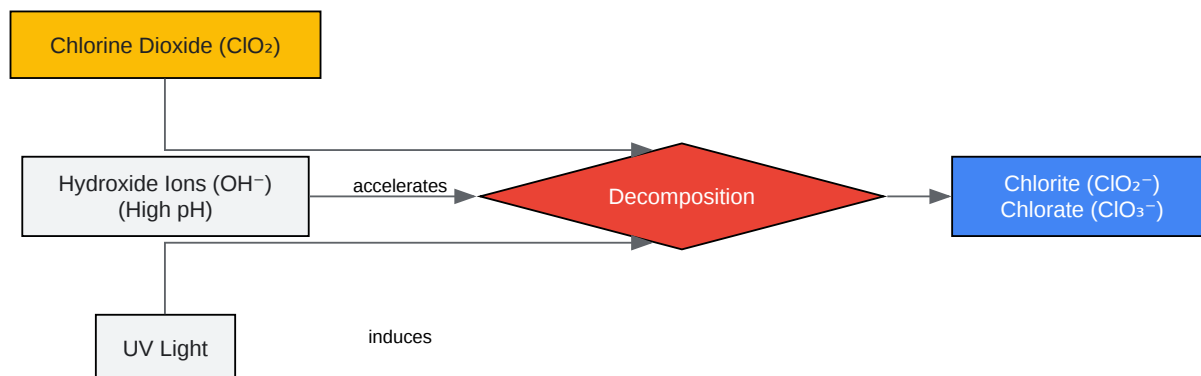 Chlorine Dioxide (ClO₂)
Hydroxide Ions (OH⁻)
(High pH)
accelerates
Decomposition
Chlorite (ClO₂⁻)
Chlorate (ClO₃⁻)
UV Light
induces